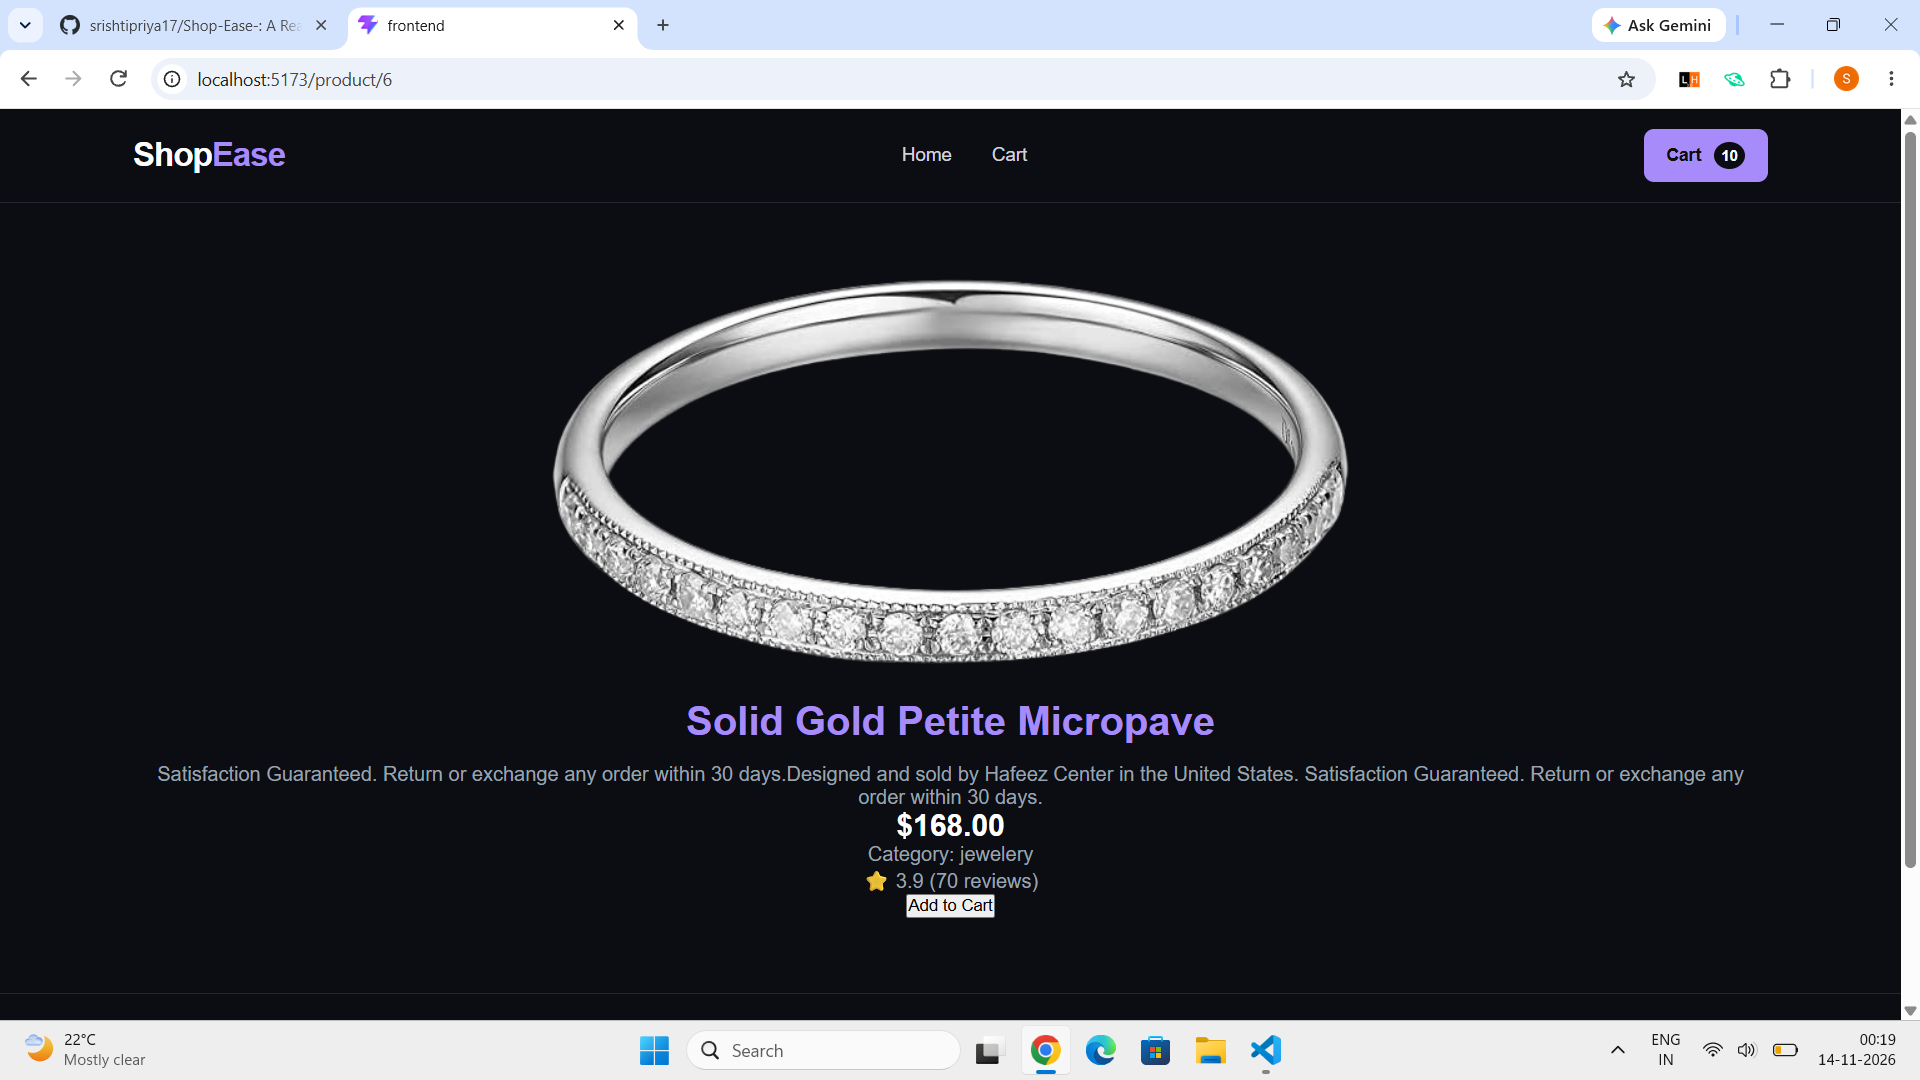 srishtipriya17/Shop-Ease-: A Rea
frontend
Ask Gemini
localhost:5173/product/6
L H
S
ShopEase
Home
Cart
Cart 10
Solid Gold Petite Micropave
Satisfaction Guaranteed. Return or exchange any order within 30 days.Designed and sold by Hafeez Center in the United States. Satisfaction Guaranteed. Return or exchange any
order within 30 days.
$168.00
Category: jewelery
3.9 (70 reviews)
Add to Cart
22°C
Mostly clear
Search
ENG
IN
00:19
14-11-2026